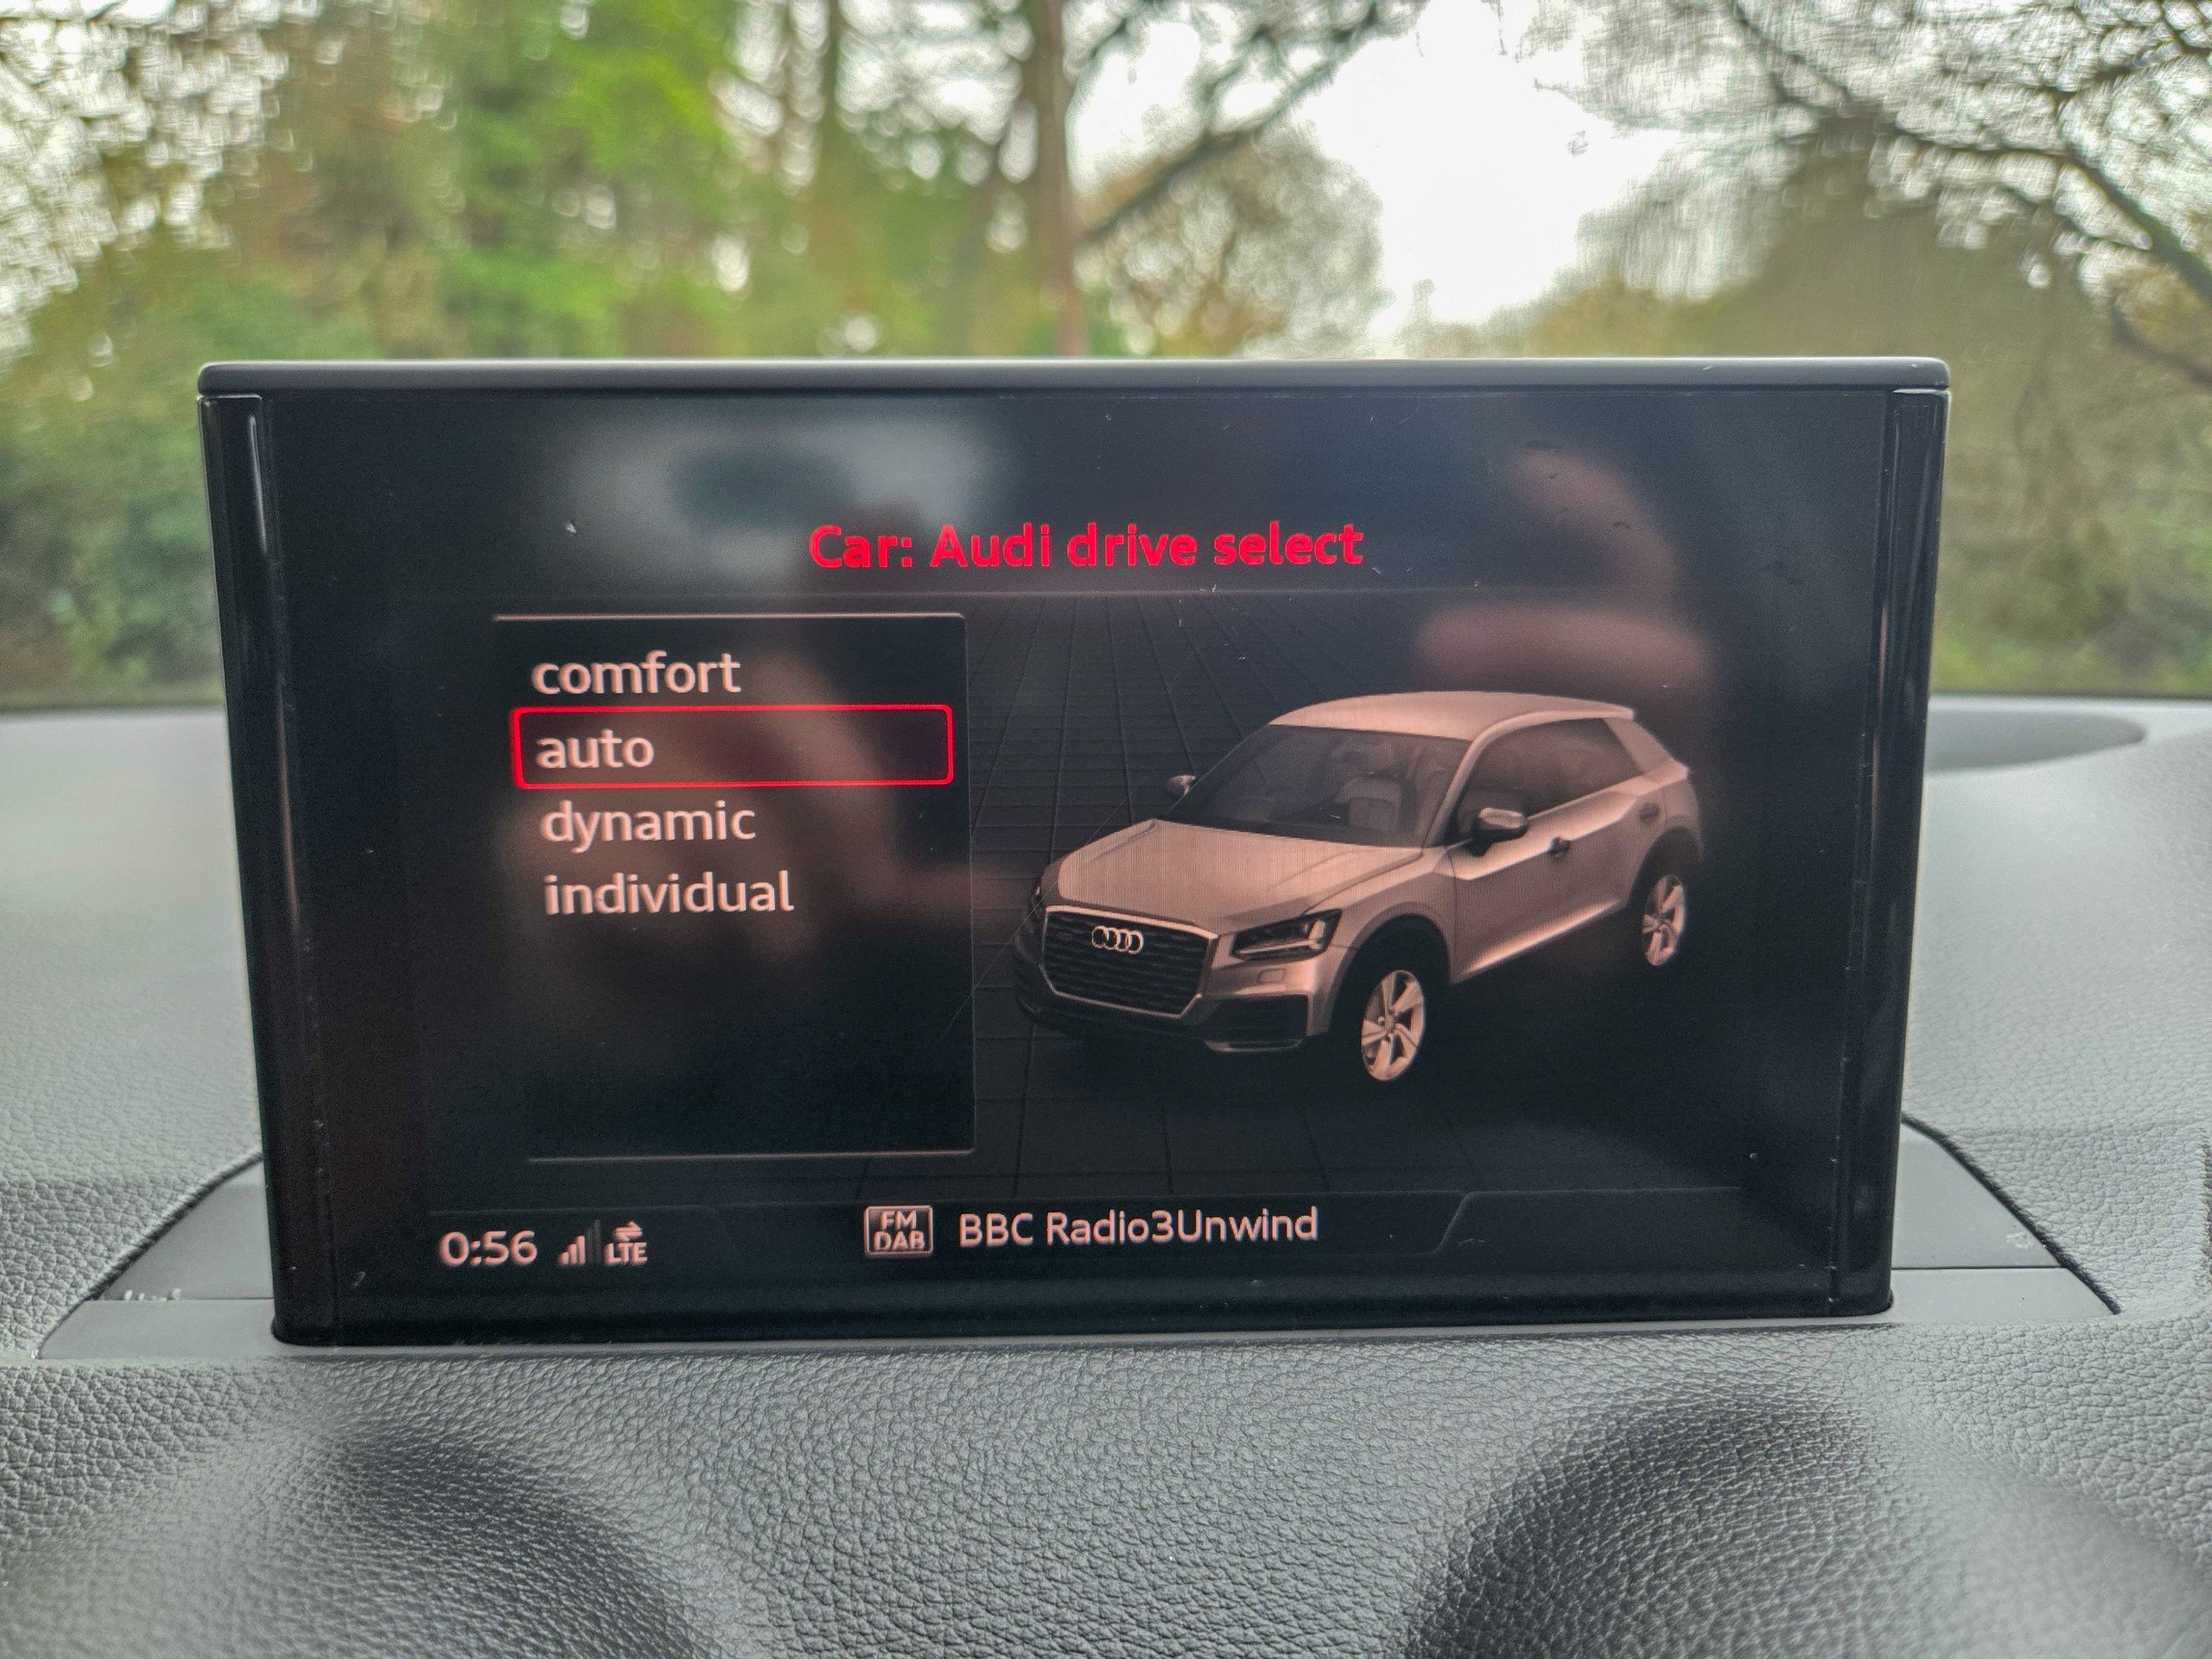 Car: Audi drive select
comfort
auto
dynamic
individual
0:56 LTE
FM
DAB
BBC Radio3Unwind